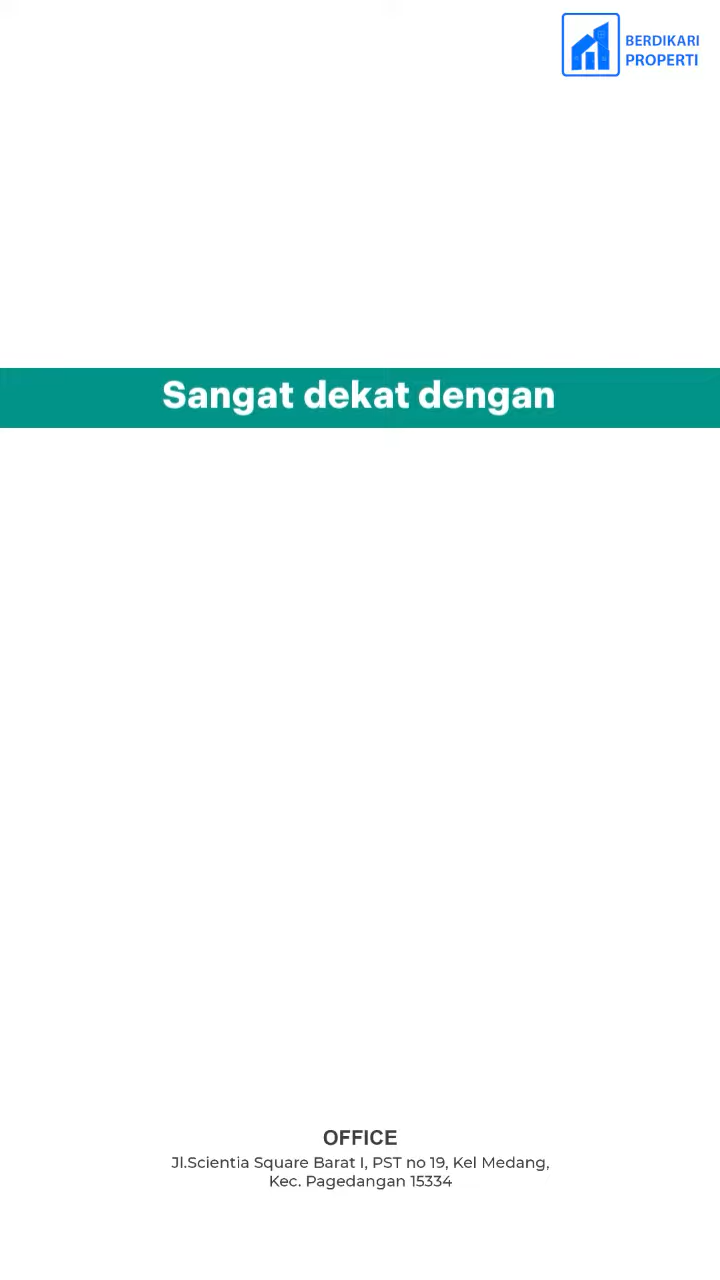 BERDIKARI
PROPERTI
Sangat dekat dengan
OFFICE
Jl.Scientia Square Barat I, PST no 19, Kel Medang,
Kec. Pagedangan 15334